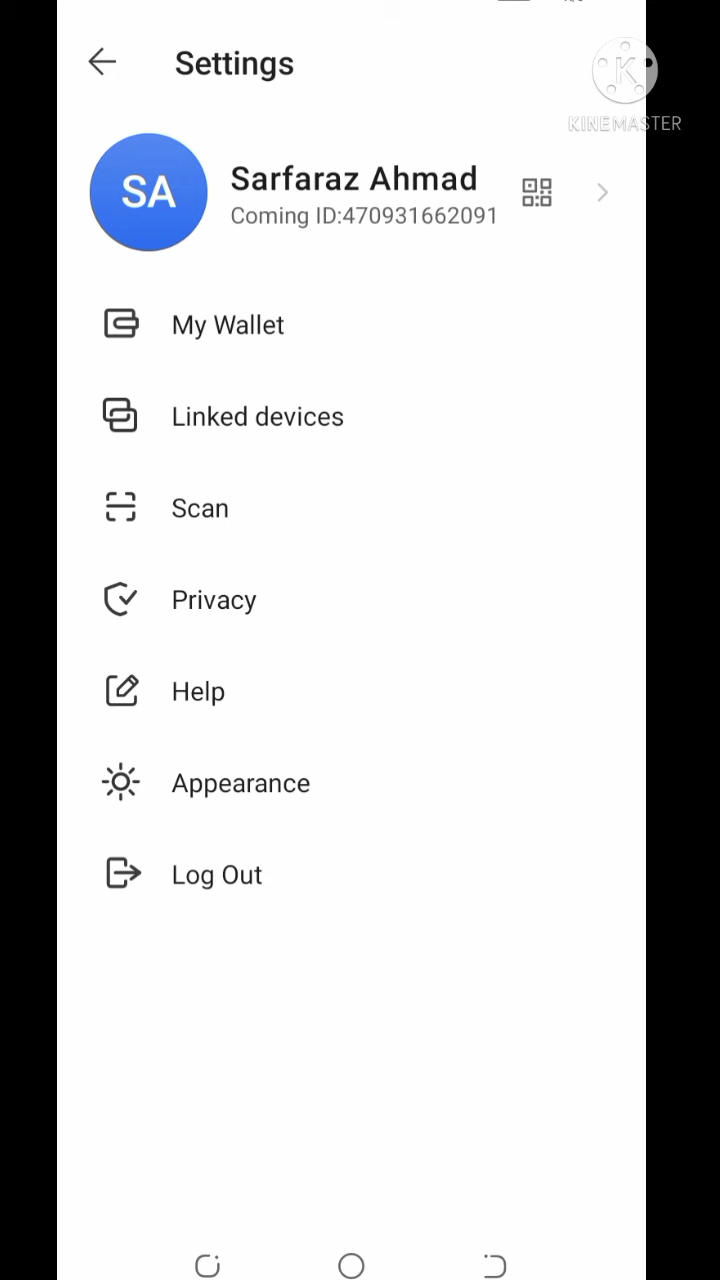 Settings
K
KINEMASTER
SA
Sarfaraz Ahmad
Coming ID:470931662091
My Wallet
Linked devices
Scan
Privacy
Help
Appearance
Log Out